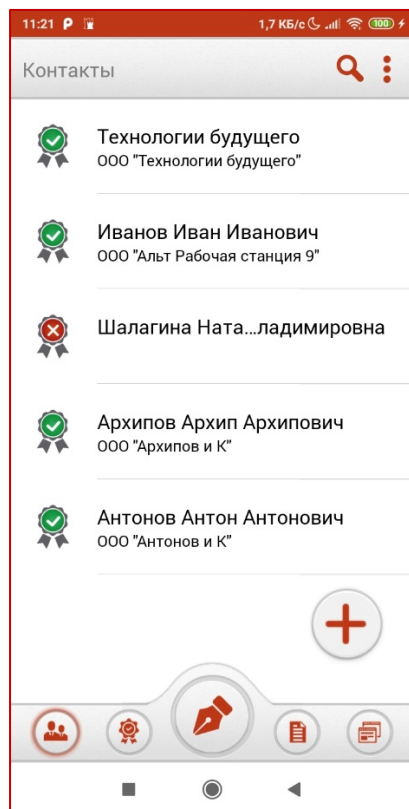 11:21
1,7 КБ/с
100
Контакты
Технологии будущего
ООО "Технологии будущего"
Иванов Иван Иванович
ООО "Альт Рабочая станция 9"
Шалагина Ната...ладимировна
Архипов Архип Архипович
ООО "Архипов и К"
Антонов Антон Антонович
ООО "Антонов и К"